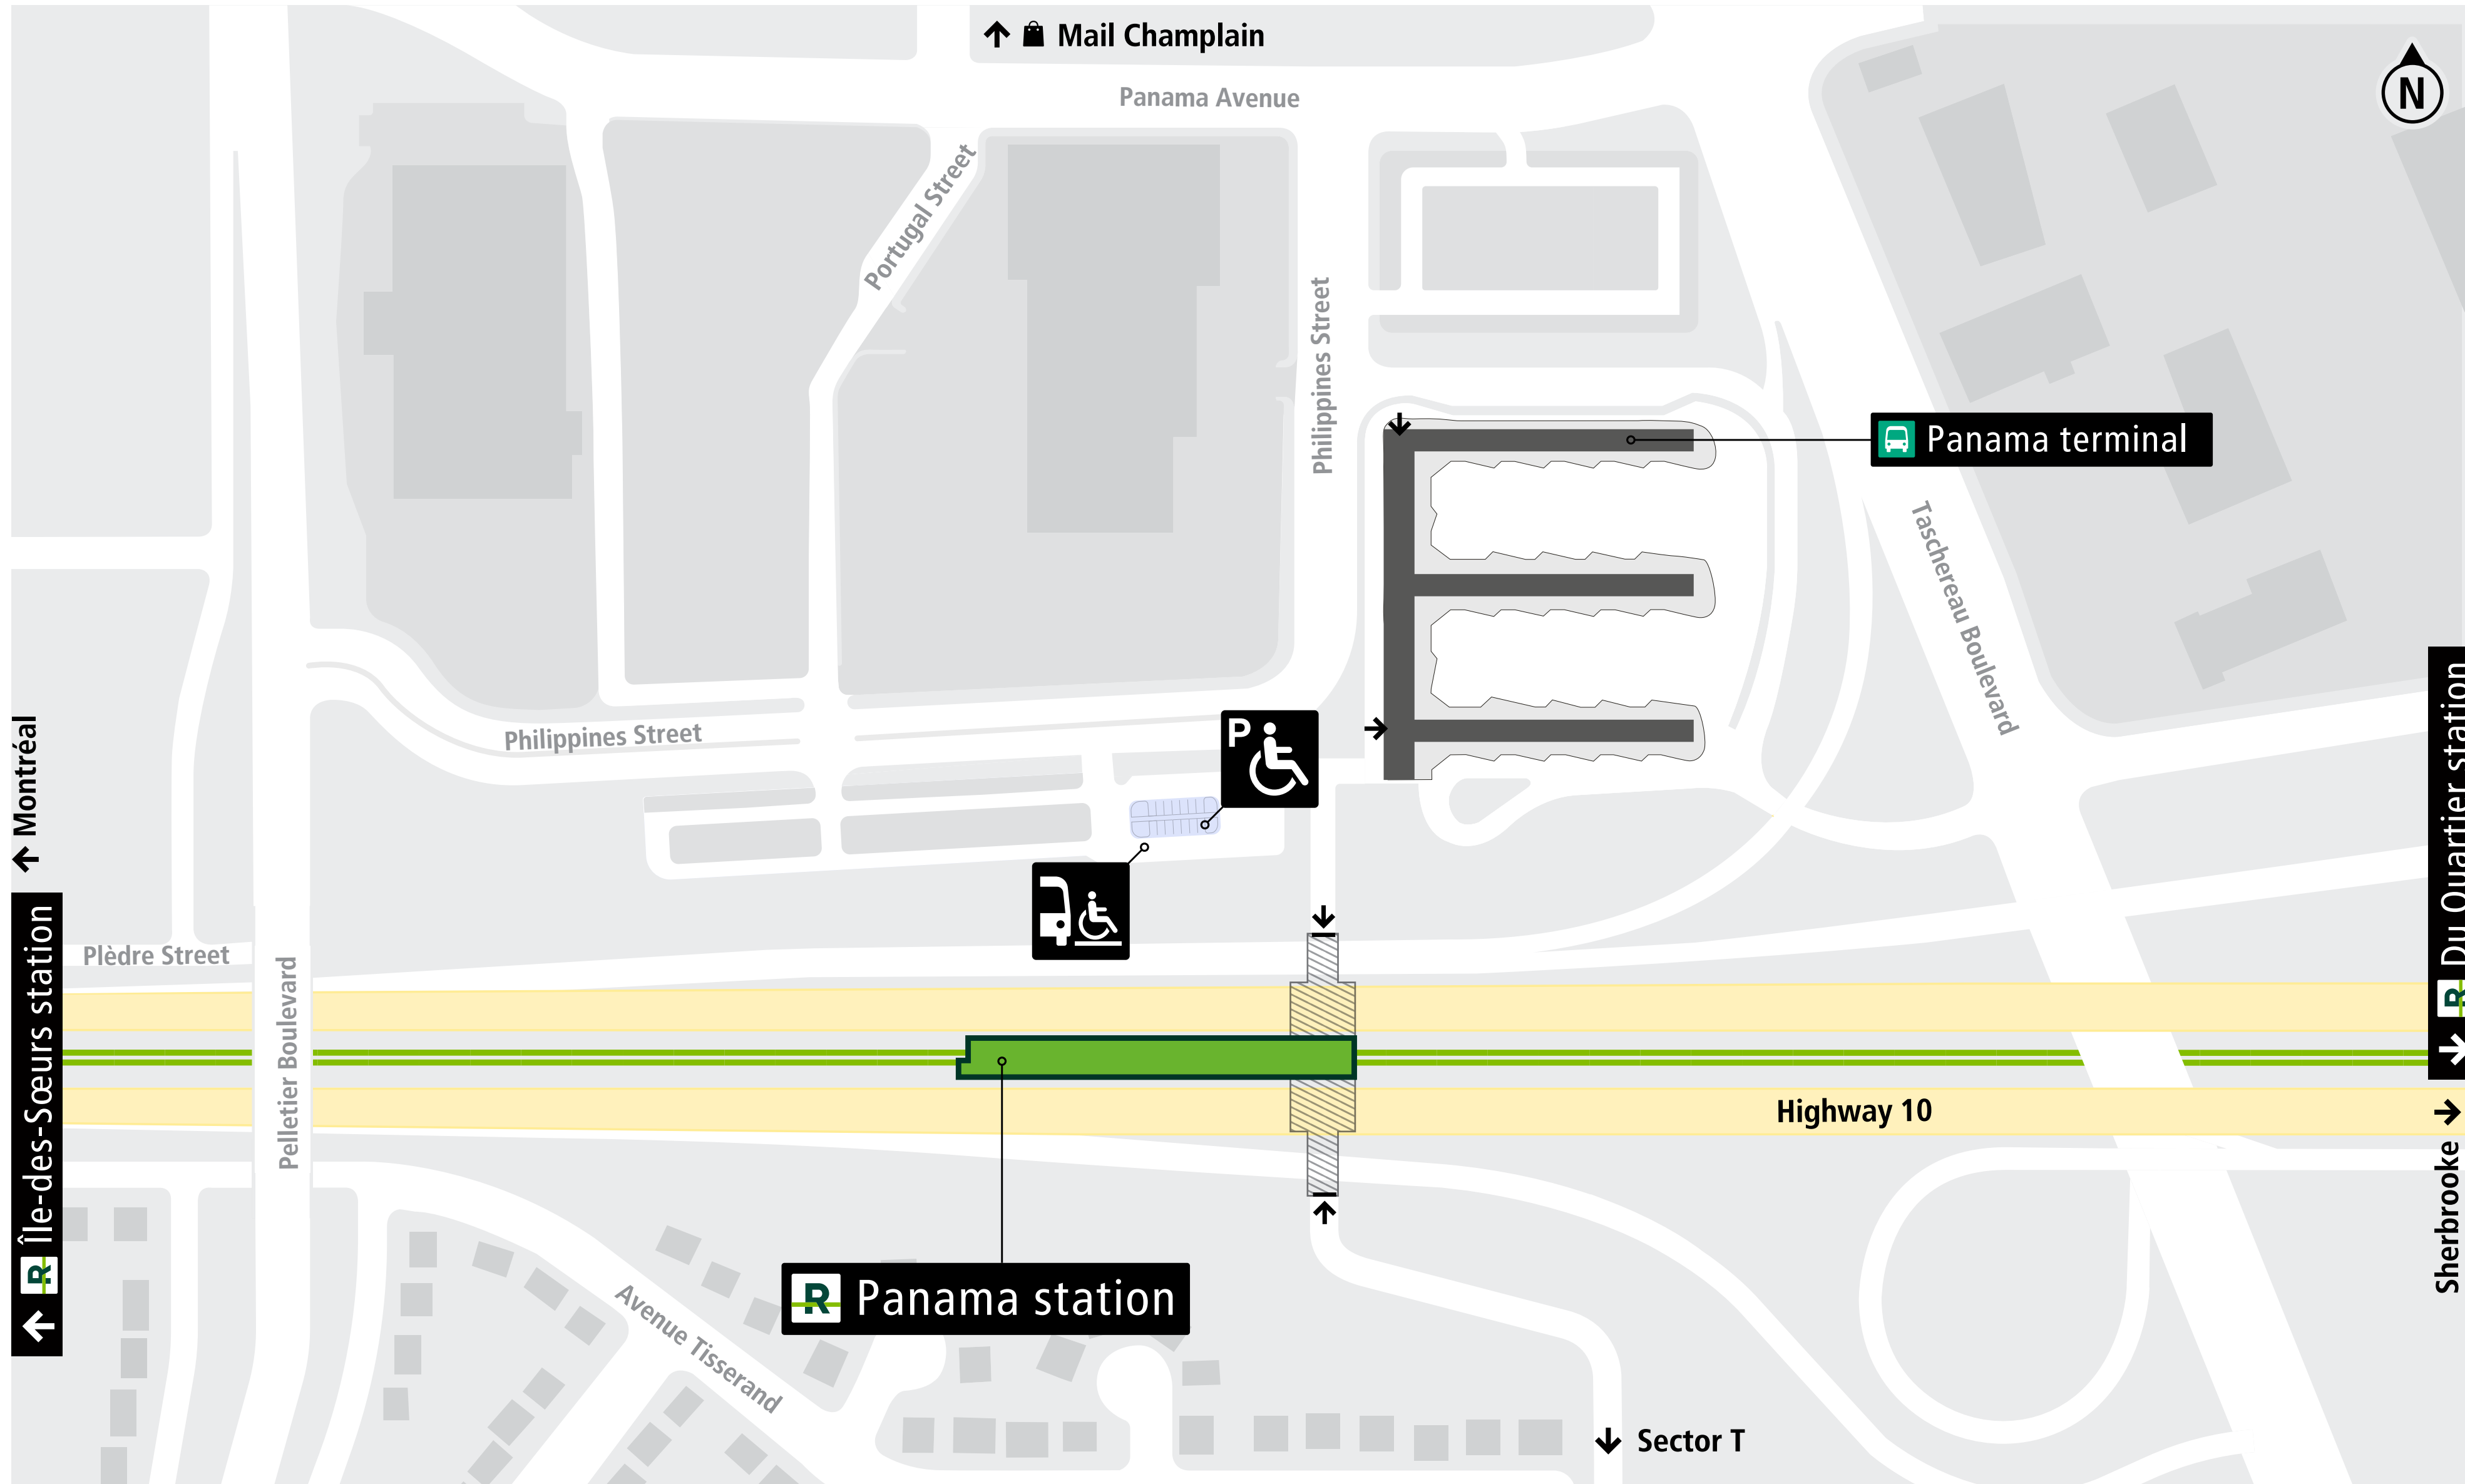 Mail Champlain
Panama Avenue
N
Portugal Street
Philippines Street
Panama terminal
Taschereau Boulevard
Philippines Street
P
Montréal
Île-des-Sœurs station
R
Plèdre Street
Pelletier Boulevard
Du Quartier station
R
Highway 10
Sherbrooke
R Panama station
Avenue Tisserand
Sector T